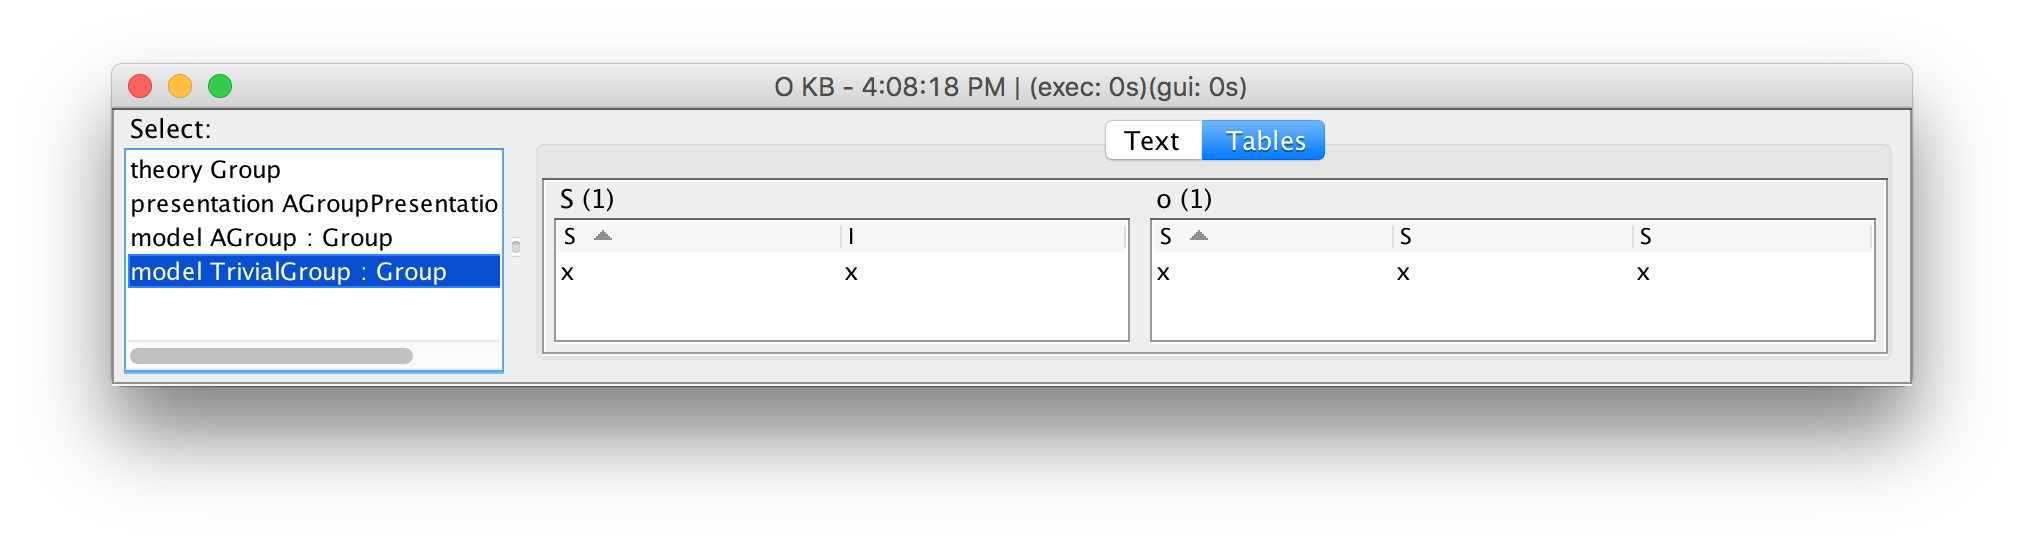 O KB - 4:08:18 PM | (exec: 0s)(gui: 0s)
Select:
theory Group
presentation AGroupPresentatio
model AGroup : Group
model TrivialGroup : Group
Text Tables
S (1)
S I
x x
o (1)
S S S
x x x